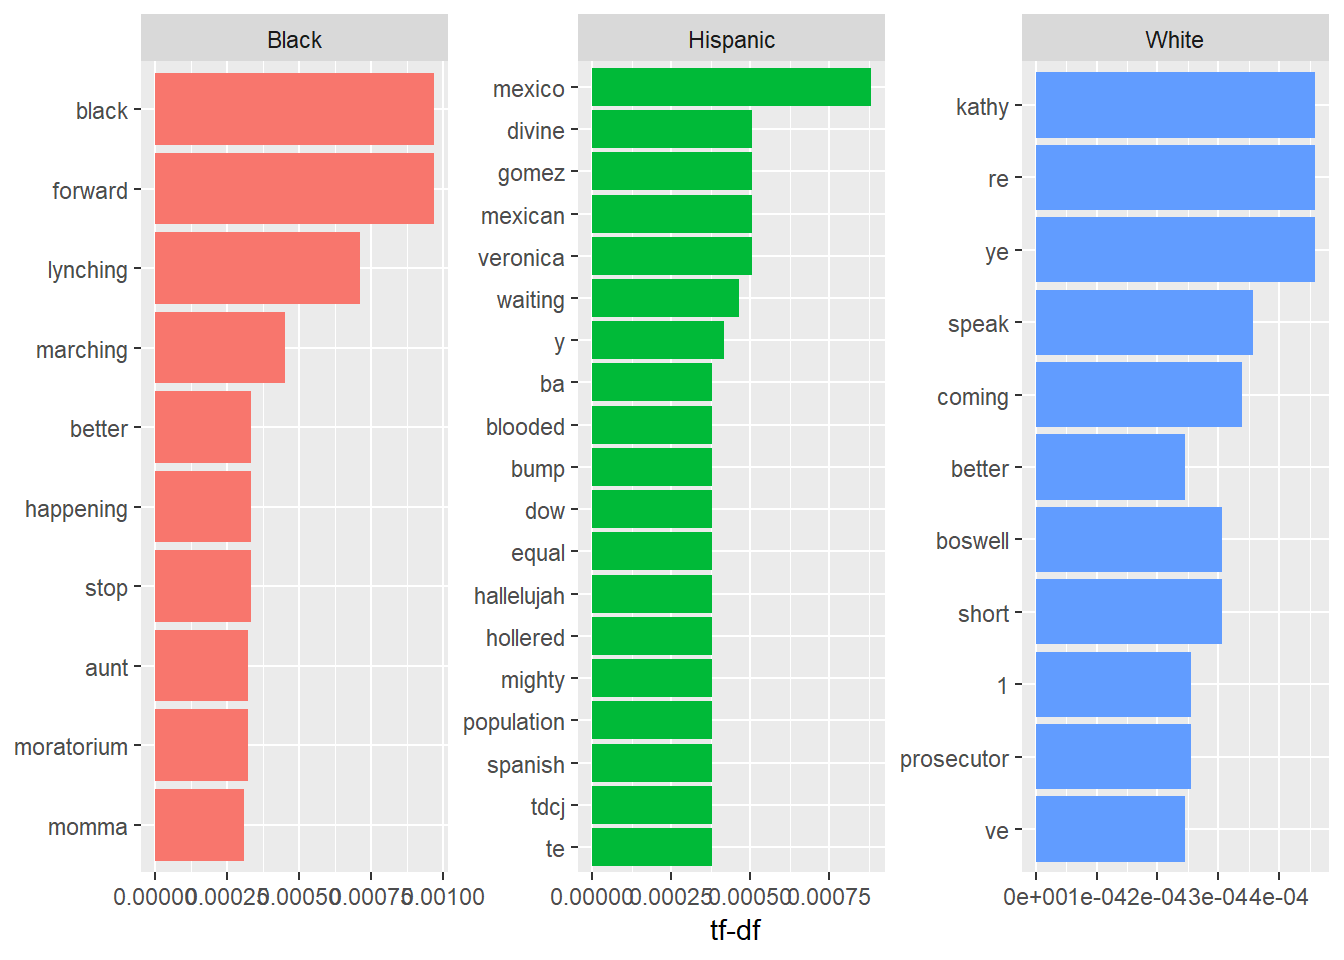 Black
black
forward
lynching
marching
better
happening
stop
aunt
moratorium
momma
0.00000 0.00025 0.00050 0.00075 0.00100
Hispanic
mexico
divine
gomez
mexican
veronica
waiting
y
ba
blooded
bump
dow
equal
hallelujah
hollered
mighty
population
spanish
tdcj
te
0.00000 0.00025 0.00050 0.00075
White
kathy
re
ye
speak
coming
better
boswell
short
1
prosecutor
ve
0e+00 1e-04 2e-04 3e-04 4e-04
tf-df